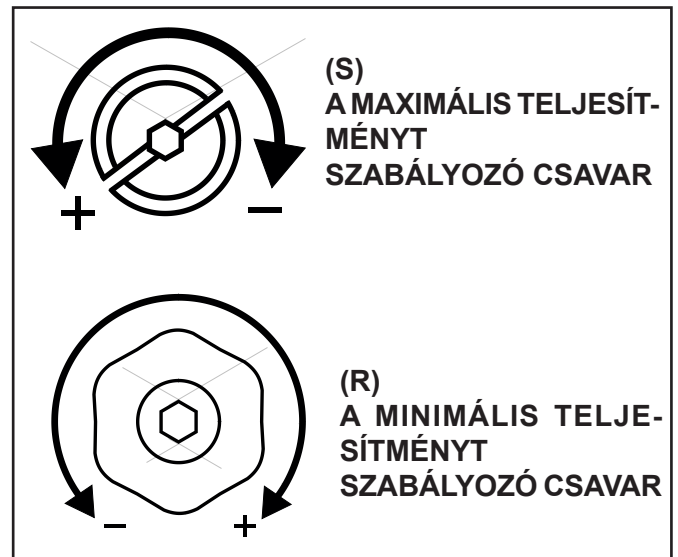 (S)
A MAXIMÁLIS TELJESÍT-
MÉNYT
SZABÁLYOZÓ CSAVAR
+ −
(R)
A MINIMÁLIS TELJE-
SÍTMÉNYT
SZABÁLYOZÓ CSAVAR
− +